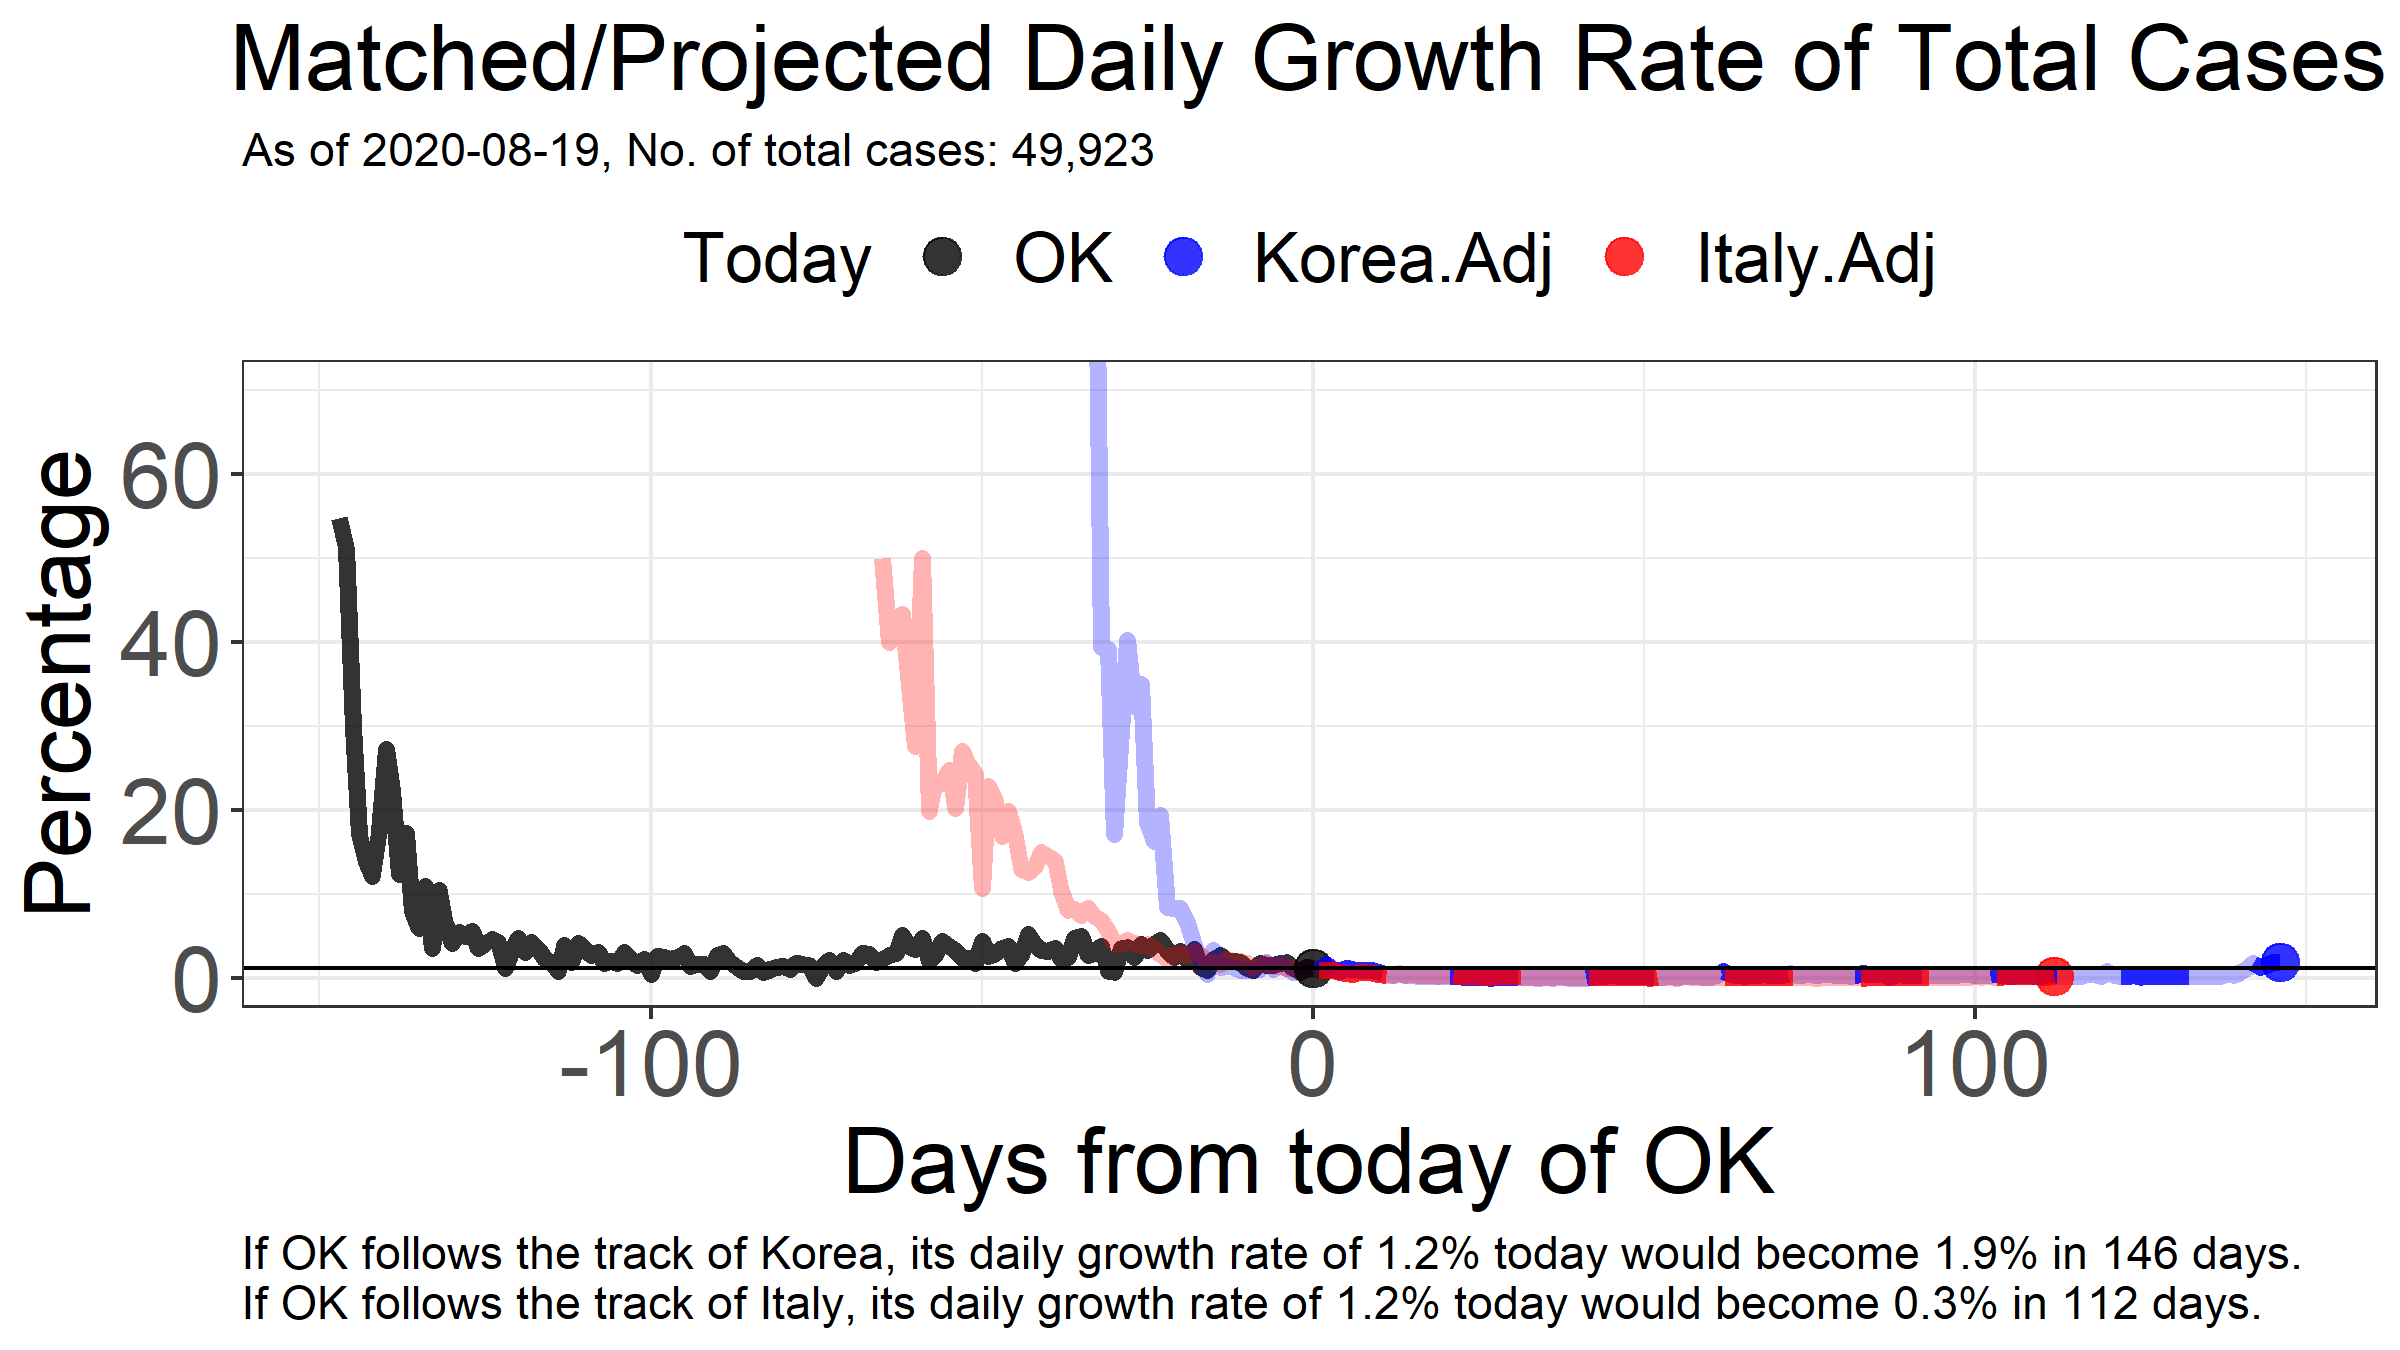 Matched/Projected Daily Growth Rate of Total Cases
As of 2020-08-19, No. of total cases: 49,923
Today OK Korea.Adj Italy.Adj
Percentage
60
40
20
0
-100 0 100
Days from today of OK
If OK follows the track of Korea, its daily growth rate of 1.2% today would become 1.9% in 146 days.
If OK follows the track of Italy, its daily growth rate of 1.2% today would become 0.3% in 112 days.